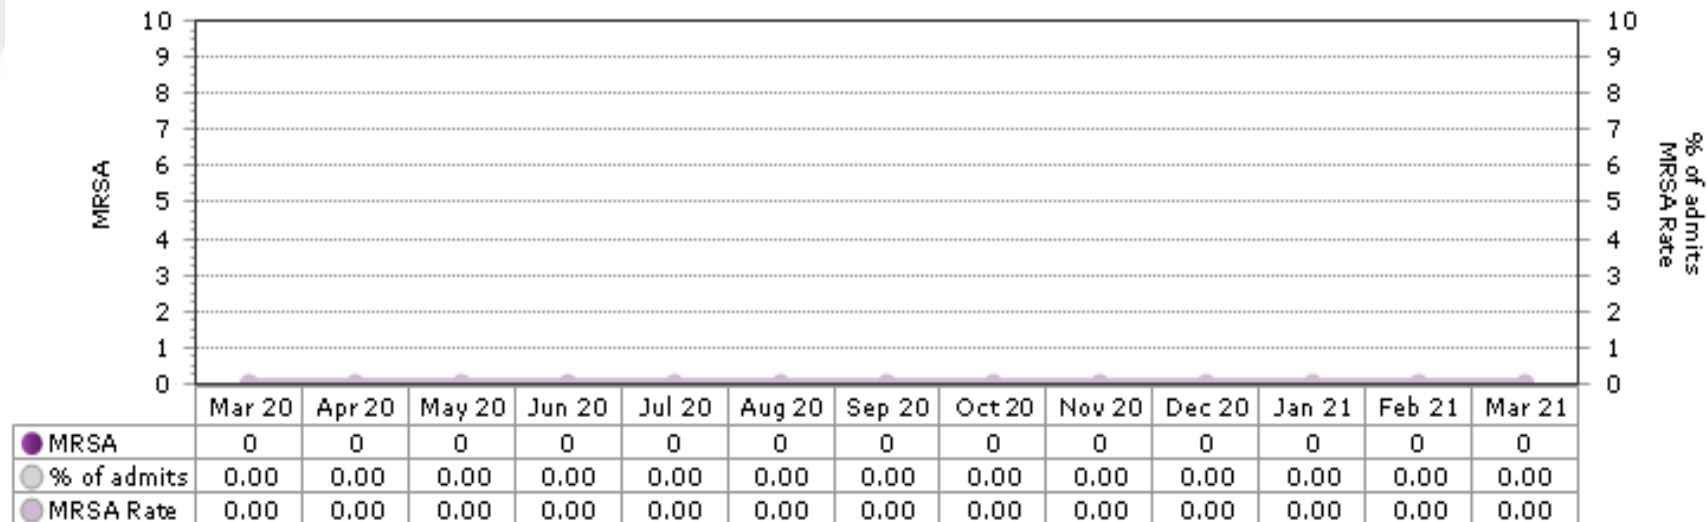 10 10
9 9
8 8
7 7
6 6
5 5
4 4
3 3
2 2
1 1
0 0
MRSA
% of admits
MRSA Rate
Mar 20 Apr 20 May 20 Jun 20 Jul 20 Aug 20 Sep 20 Oct 20 Nov 20 Dec 20 Jan 21 Feb 21 Mar 21
MRSA 0 0 0 0 0 0 0 0 0 0 0 0 0
% of admits 0.00 0.00 0.00 0.00 0.00 0.00 0.00 0.00 0.00 0.00 0.00 0.00 0.00
MRSA Rate 0.00 0.00 0.00 0.00 0.00 0.00 0.00 0.00 0.00 0.00 0.00 0.00 0.00